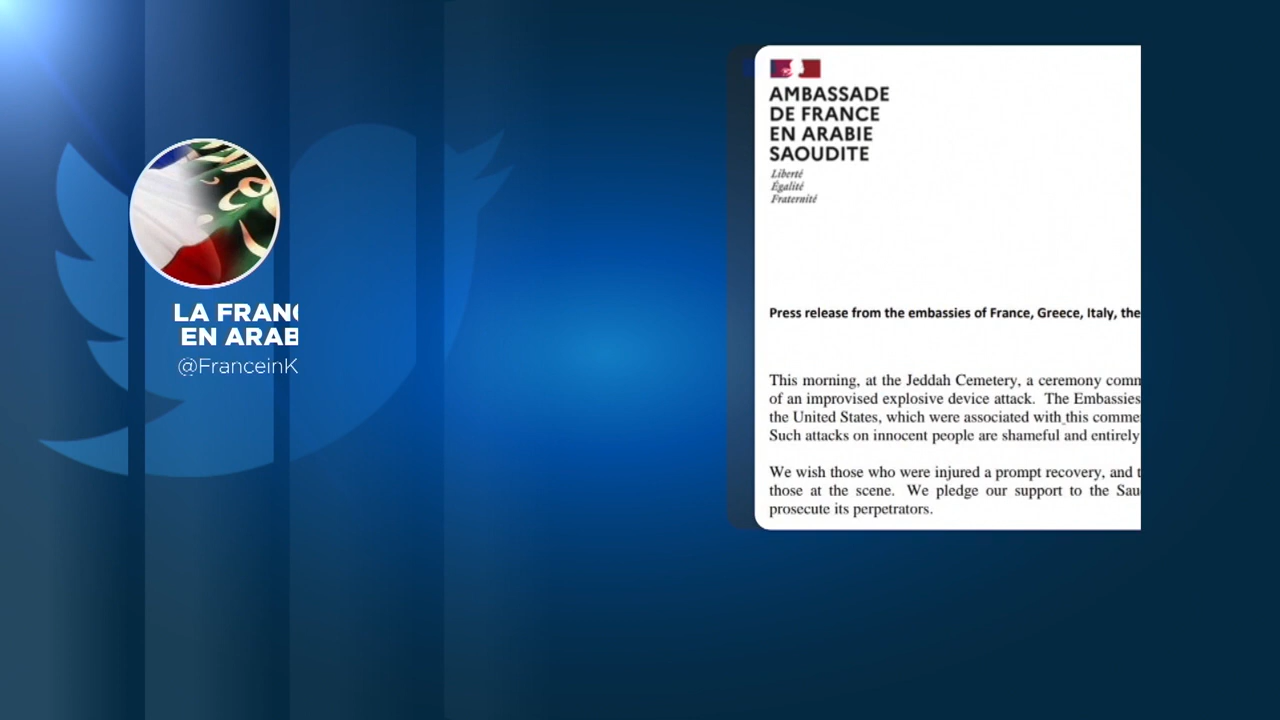 LA FRANC
EN ARAB
@FranceinK
AMBASSADE
DE FRANCE
EN ARABIE
SAOUDITE
Liberté
Égalité
Fraternité
Press release from the embassies of France, Greece, Italy, the
This morning, at the Jeddah Cemetery, a ceremony comm
of an improvised explosive device attack. The Embassies
the United States, which were associated with this comme
Such attacks on innocent people are shameful and entirely
We wish those who were injured a prompt recovery, and t
those at the scene. We pledge our support to the Sau
prosecute its perpetrators.